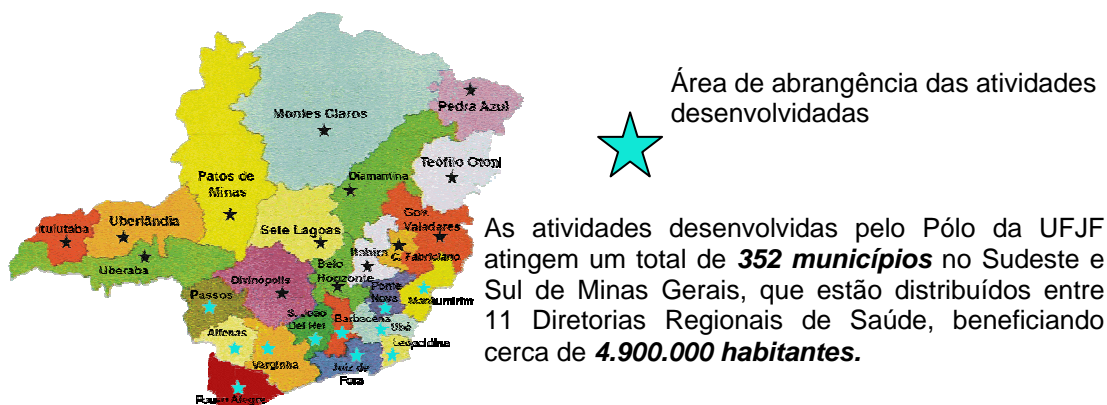 Área de abrangência das atividades
desenvolvidadas
As atividades desenvolvidas pelo Pólo da UFJF
atingem um total de 352 municípios no Sudeste e
Sul de Minas Gerais, que estão distribuídos entre
11 Diretorias Regionais de Saúde, beneficiando
cerca de 4.900.000 habitantes.
Pedra Azul
Montes Claros
Teófilo Otoni
Diamantina
Patos de
Minas
Gov.
Valadares
Uberlândia
Ituiutaba
Sete Lagoas
Itabira
C. Fabriciano
Uberaba
Belo
Horizonte
Divinópolis
Ponte
Nova
Manhumirim
Passos
S. João
Del Rei
Barbacena
Ubá
Alfenas
Leopoldina
Varginha
Juiz de
Fora
Pouso Alegre